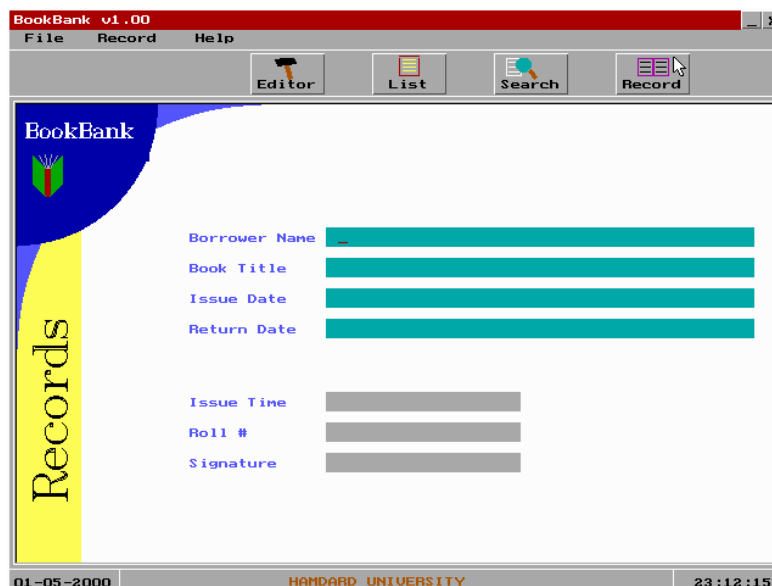 BookBank v1.00
File Record Help
Editor List Search Record
BookBank
Borrower Name
Book Title
Issue Date
Return Date
Records
Issue Time
Roll #
Signature
01-05-2000 HAMDARD UNIVERSITY 23:12:15